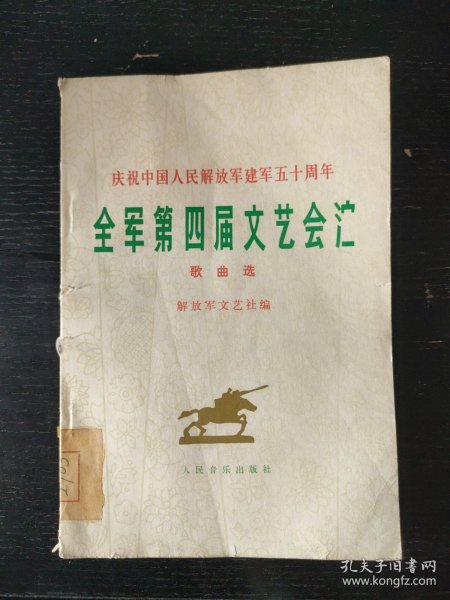 庆祝中国人民解放军建军五十周年
全军第四届文艺会汇
歌曲选
解放军文艺社编
人民音乐出版社
孔夫子旧书网
www.kongfz.com